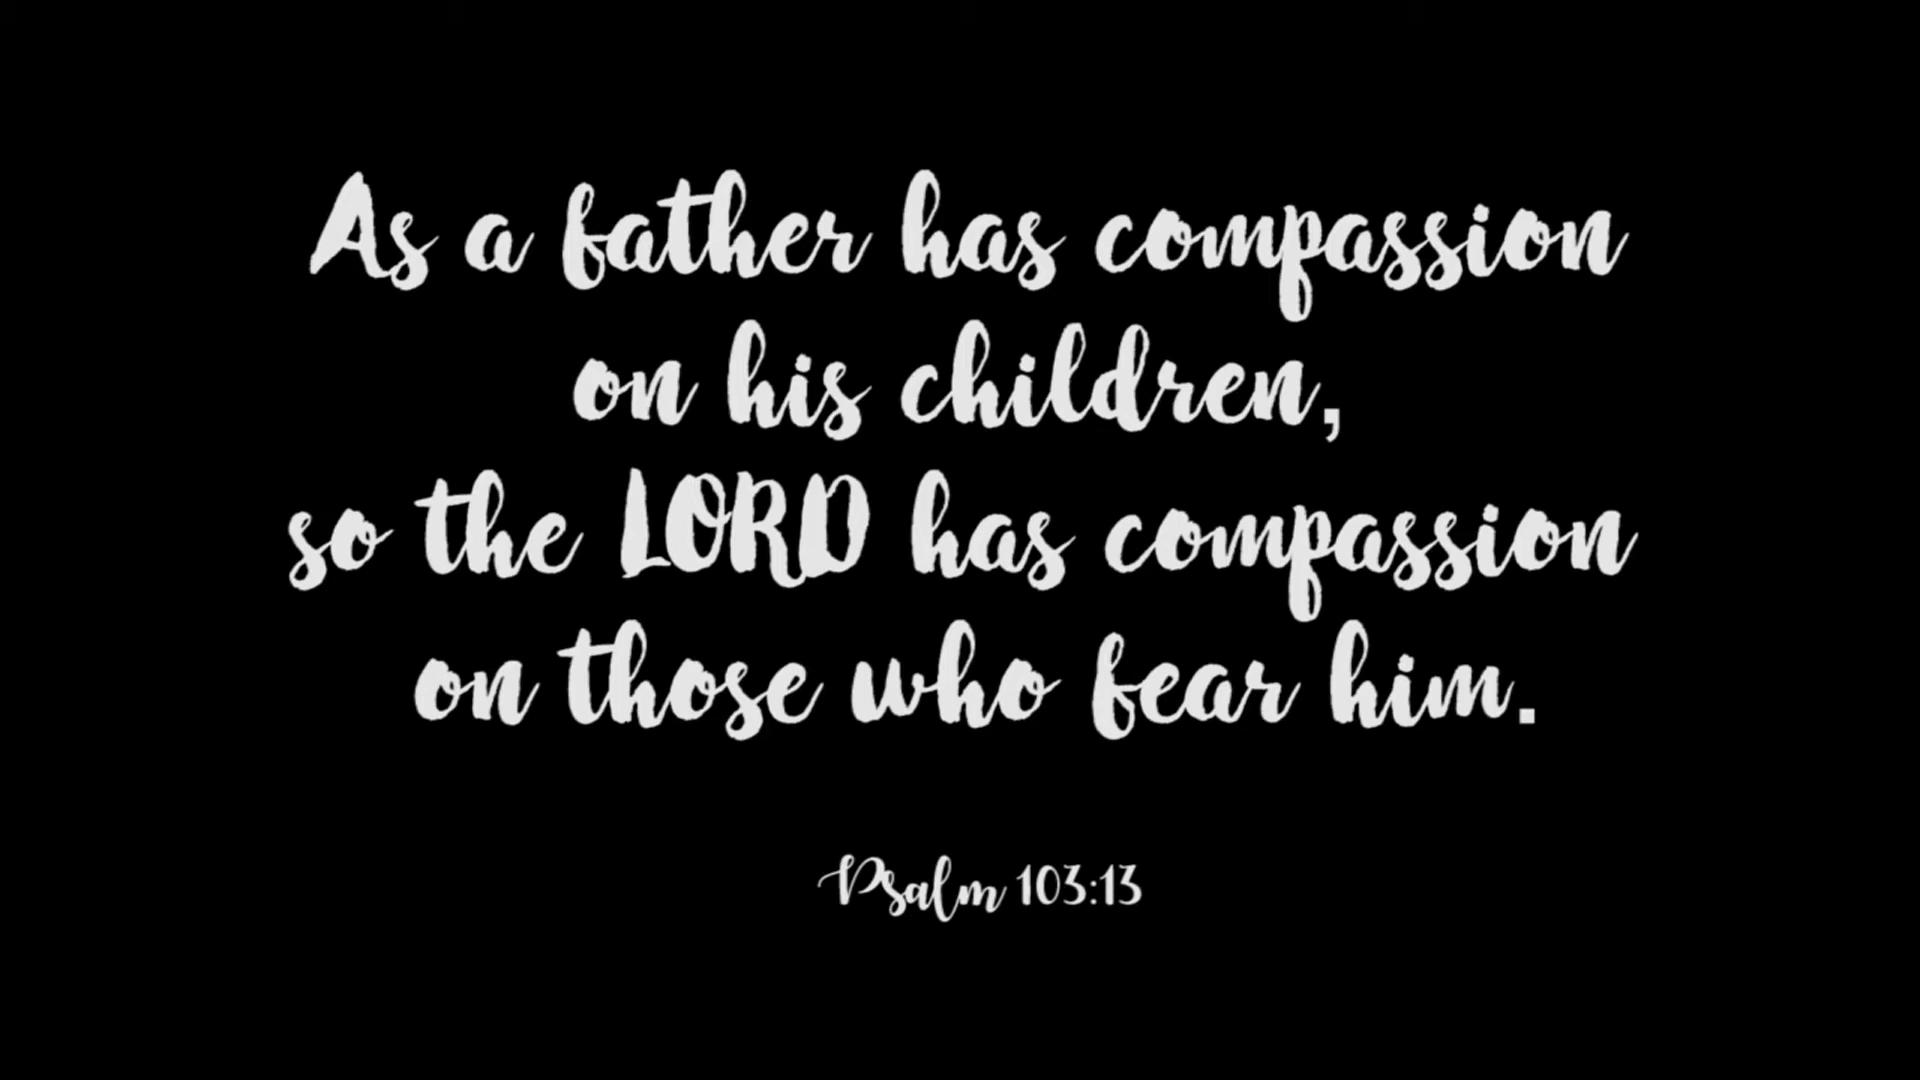 As a father has compassion
on his children,
so the LORD has compassion
on those who fear him.
Psalm 103:13